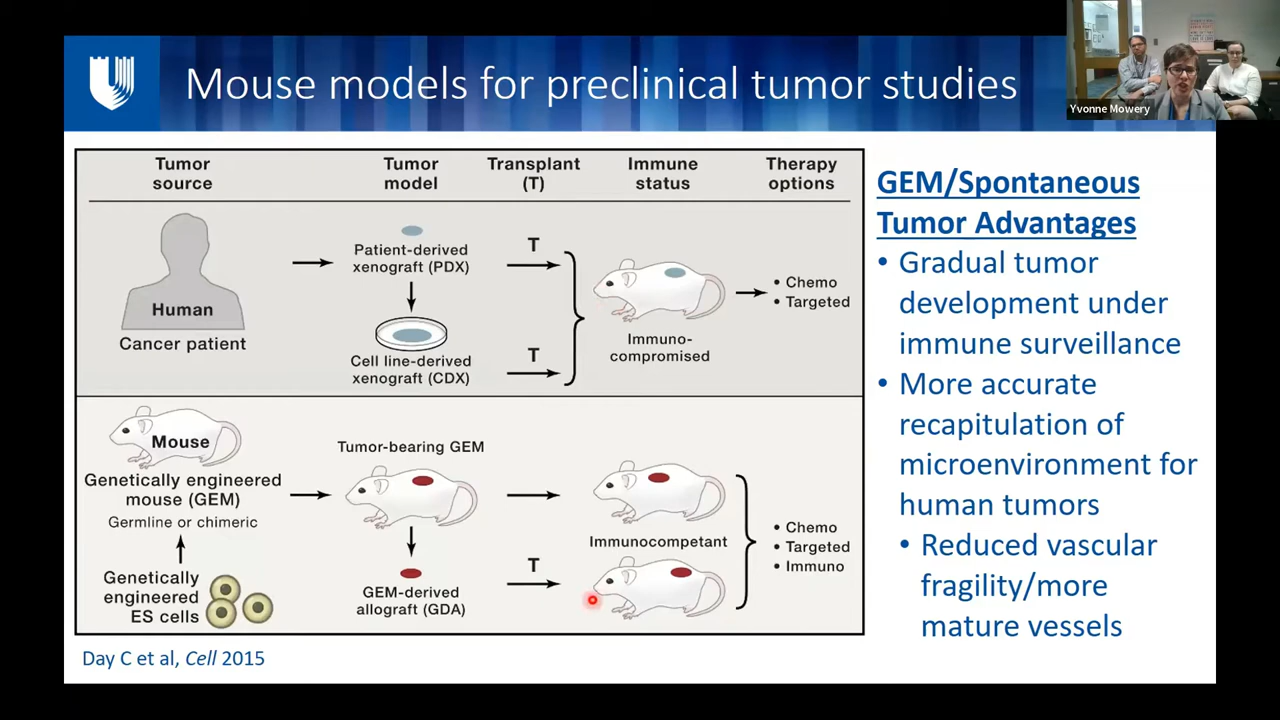 Mouse models for preclinical tumor studies
Yvonne Mowery
Tumor source
Tumor model
Transplant (T)
Immune status
Therapy options
Human
Cancer patient
Patient-derived
xenograft (PDX)
Cell line-derived
xenograft (CDX)
T
T
Immuno-
compromised
• Chemo
• Targeted
Mouse
Genetically engineered
mouse (GEM)
Germline or chimeric
Genetically
engineered
ES cells
Tumor-bearing GEM
GEM-derived
allograft (GDA)
T
Immunocompetant
• Chemo
• Targeted
• Immuno
Day C et al, Cell 2015
GEM/Spontaneous
Tumor Advantages
• Gradual tumor
development under
immune surveillance
• More accurate
recapitulation of
microenvironment for
human tumors
• Reduced vascular
fragility/more
mature vessels